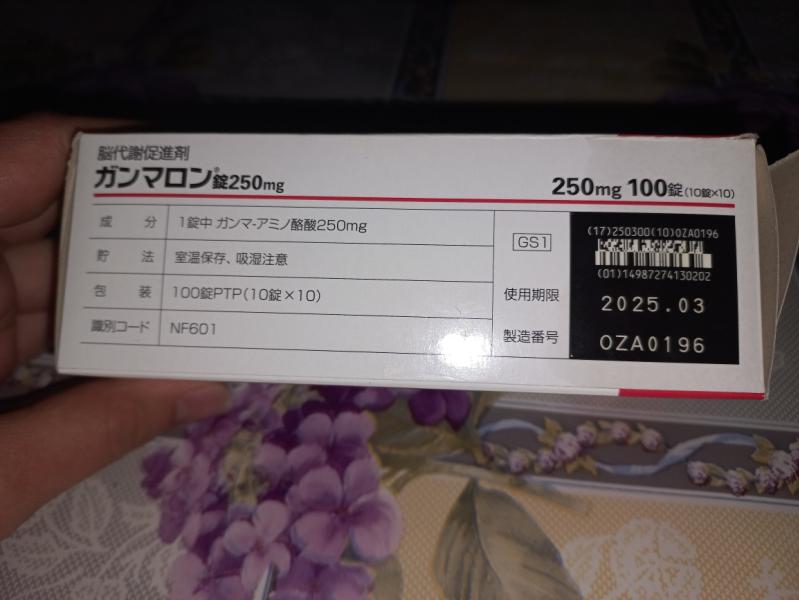 脳代謝促進剤
ガンマロン®錠250mg
250mg 100錠(10錠×10)
成 分 1錠中 ガンマ-アミノ酪酸250mg
貯 法 室温保存、吸湿注意
包 装 100錠PTP(10錠×10)
識別コード NF601
GS1
(17)250300(10)OZA0196
(01)14987274130202
使用期限 2025.03
製造番号 OZA0196